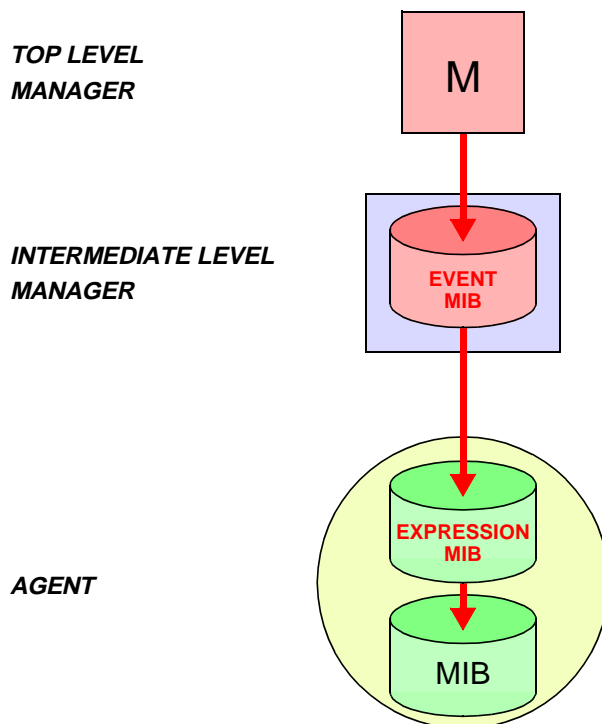 TOP LEVEL
MANAGER
M
INTERMEDIATE LEVEL
MANAGER
EVENT
MIB
EXPRESSION
MIB
AGENT
MIB